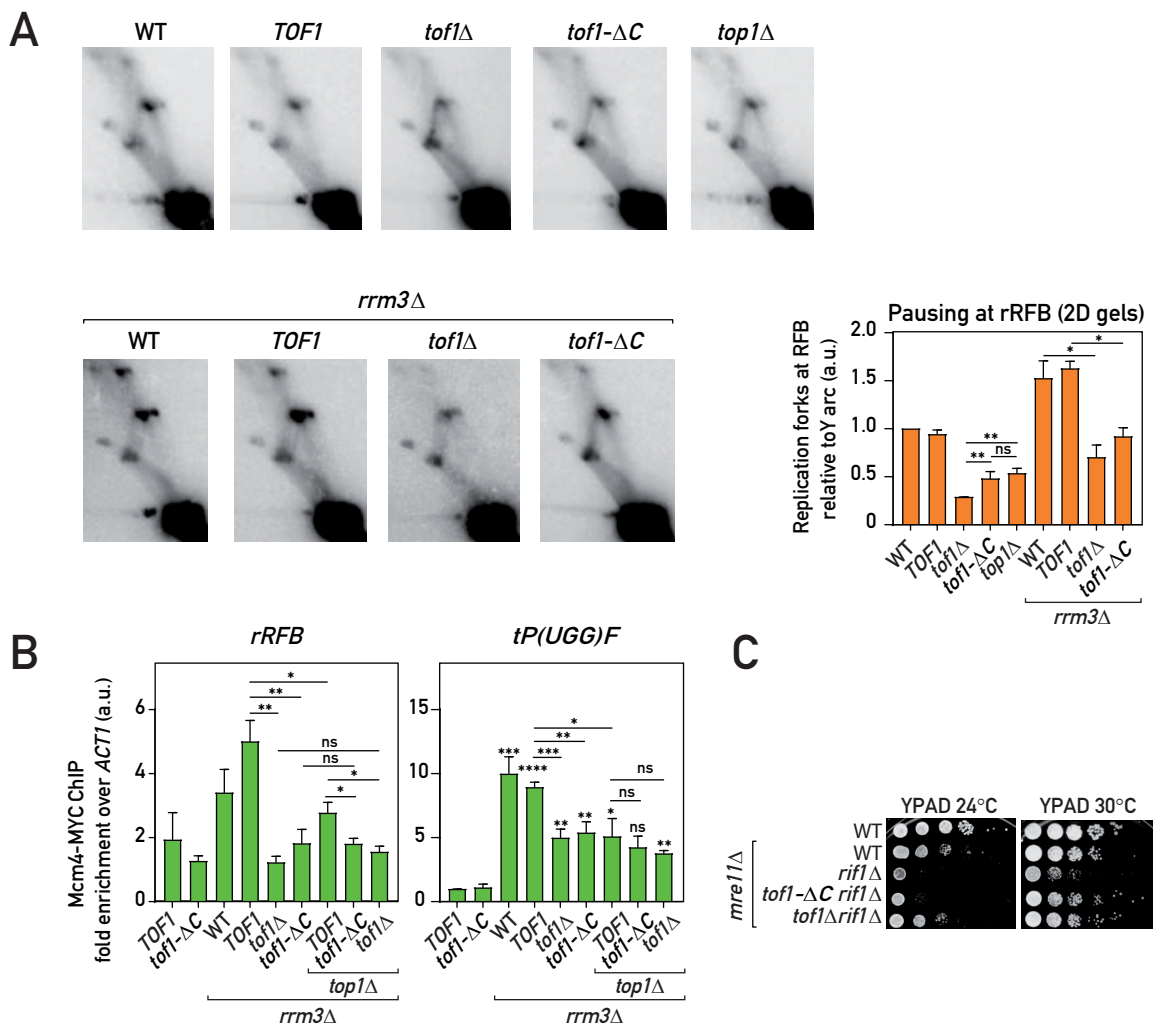 A
WT
TOF1
tof1Δ
tof1-ΔC
top1Δ
rrm3Δ
WT
TOF1
tof1Δ
tof1-ΔC
Pausing at rRFB (2D gels)
Replication forks at RFB
relative toY arc (a.u.)
2.0
1.5
1.0
0.5
0
*
*
**
**
ns
WT
TOF1
tof1Δ
tof1-ΔC
top1Δ
WT
TOF1
tof1Δ
tof1-ΔC
rrm3Δ
B
rRFB
Mcm4-MYC ChIP
fold enrichment over ACT1 (a.u.)
6
4
2
0
*
**
**
ns
ns
*
*
TOF1
tof1-ΔC
WT
TOF1
tof1Δ
tof1-ΔC
TOF1
tof1-ΔC
tof1Δ
top1Δ
rrm3Δ
tP(UGG)F
15
10
5
0
*
**
***
***
****
ns
ns
**
**
*
ns
**
TOF1
tof1-ΔC
WT
TOF1
tof1Δ
tof1-ΔC
TOF1
tof1-ΔC
tof1Δ
top1Δ
rrm3Δ
C
YPAD 24°C
YPAD 30°C
WT
WT
rif1Δ
tof1-ΔC rif1Δ
tof1Δrif1Δ
mre11Δ